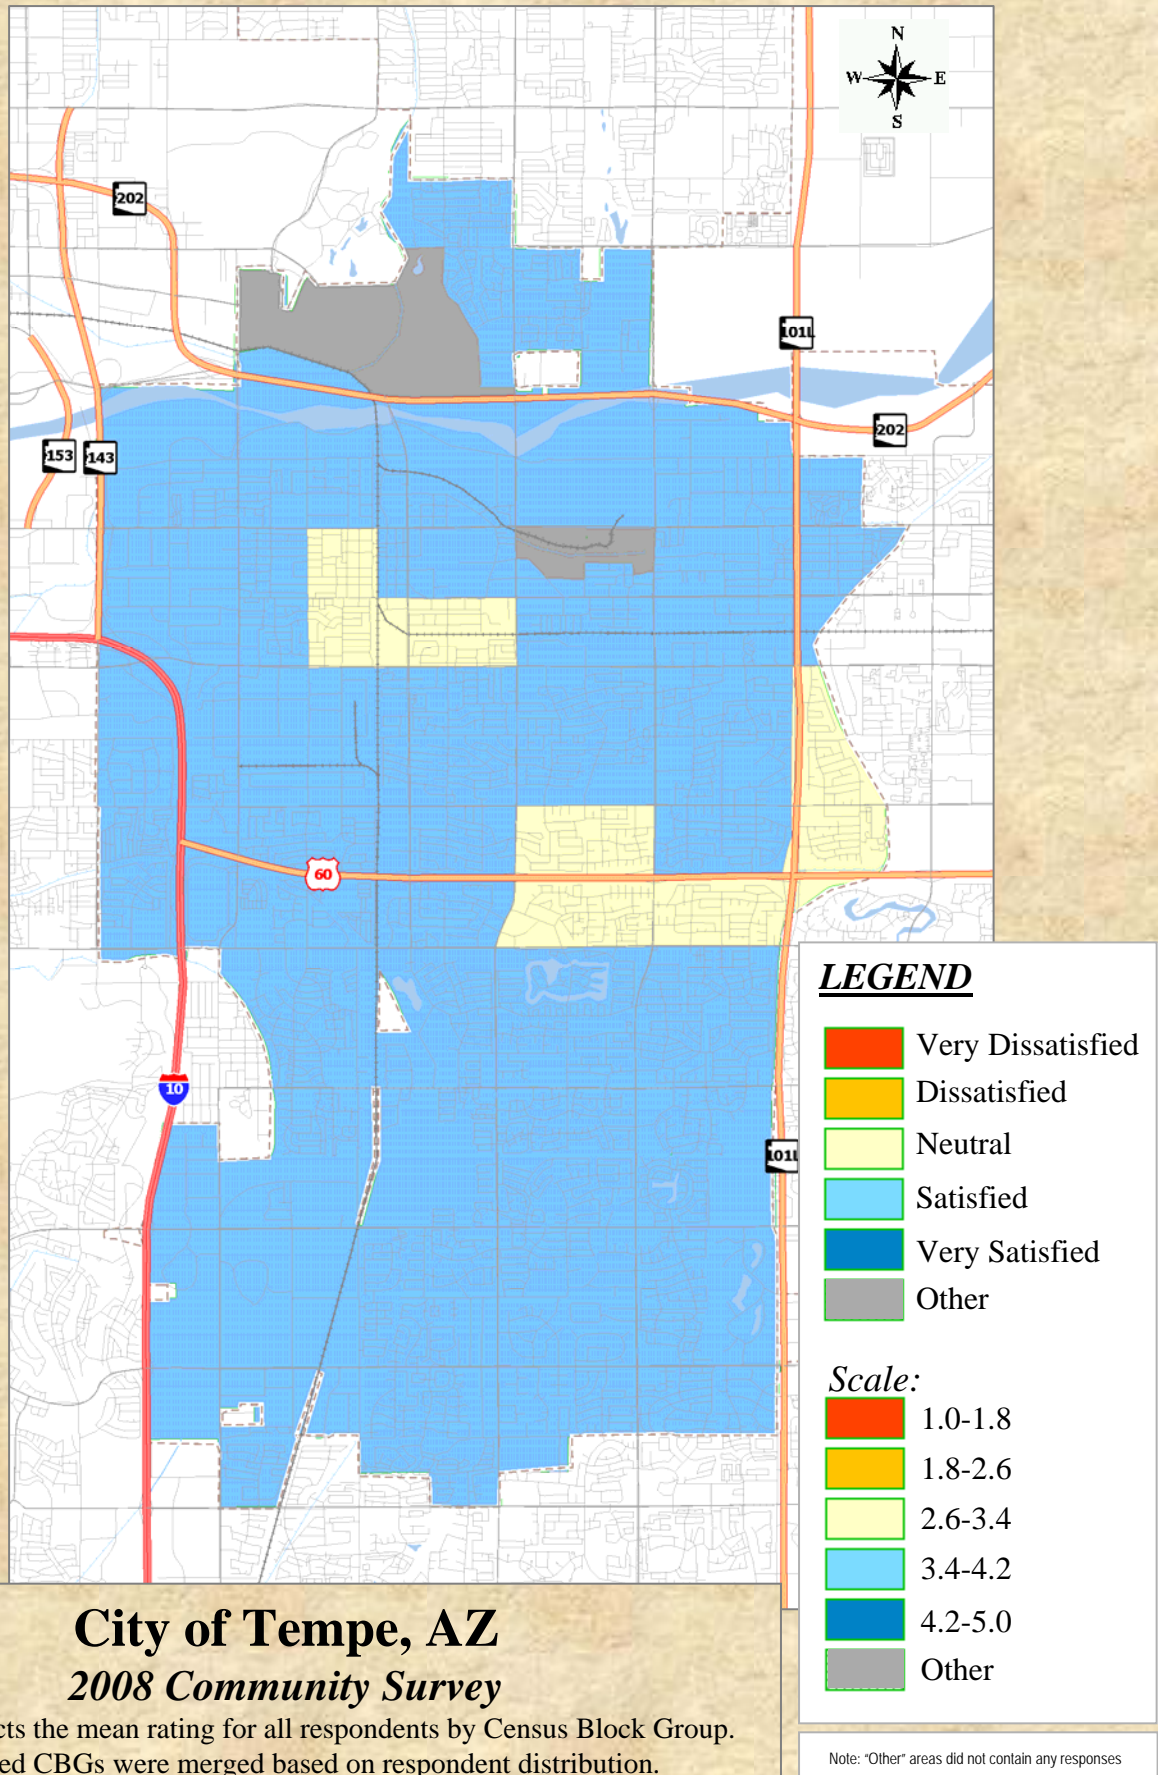 N
W E
S
202
101L
202
153
143
60
10
101L
LEGEND
Very Dissatisfied
Dissatisfied
Neutral
Satisfied
Very Satisfied
Other
Scale:
1.0-1.8
1.8-2.6
2.6-3.4
3.4-4.2
4.2-5.0
Other
City of Tempe, AZ
2008 Community Survey
cts the mean rating for all respondents by Census Block Group.
ed CBGs were merged based on respondent distribution.
Note: “Other” areas did not contain any responses